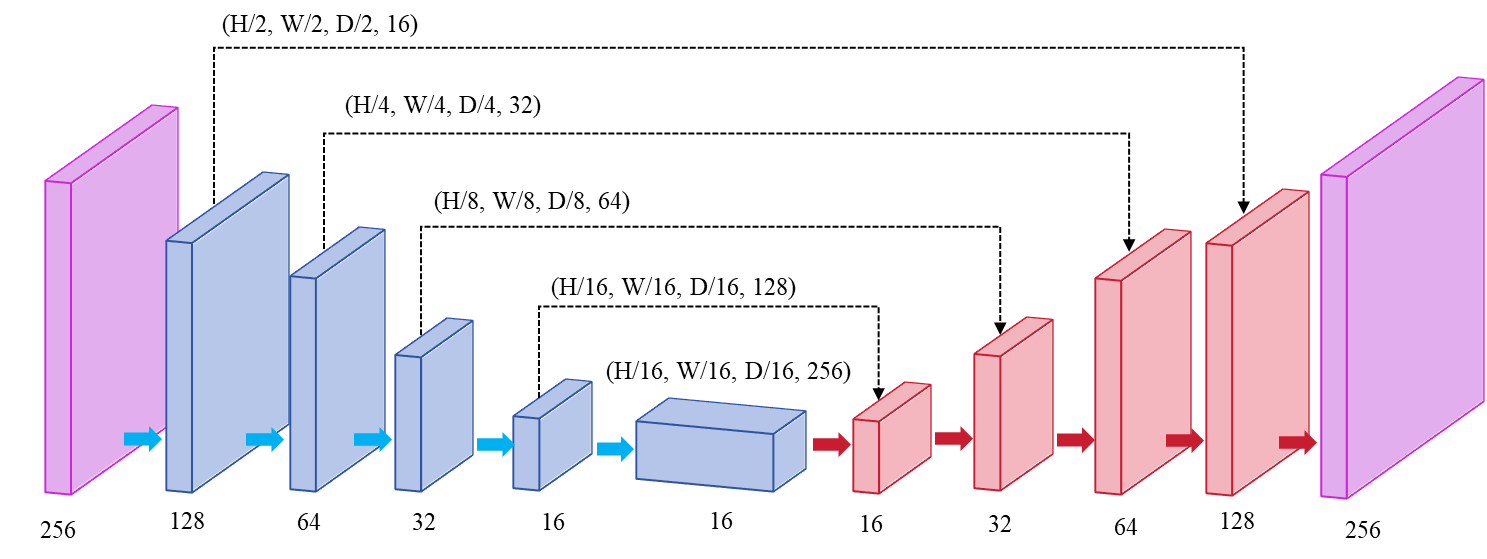 (H/2, W/2, D/2, 16)
(H/4, W/4, D/4, 32)
(H/8, W/8, D/8, 64)
(H/16, W/16, D/16, 128)
(H/16, W/16, D/16, 256)
256 128 64 32 16 16 16 32 64 128 256